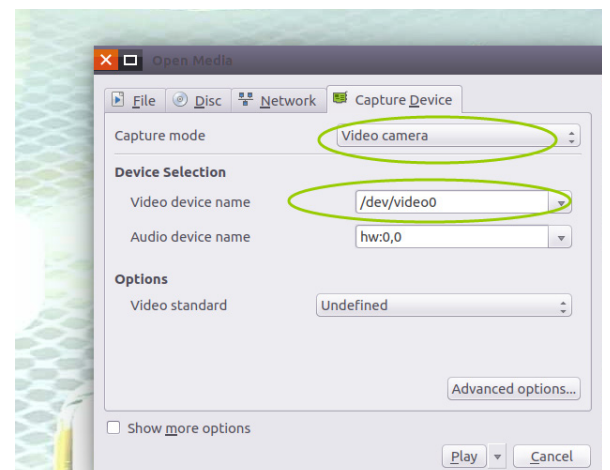 Open Media
File Disc Network Capture Device
Capture mode Video camera
Device Selection
Video device name /dev/video0
Audio device name hw:0,0
Options
Video standard Undefined
Advanced options...
Show more options
Play Cancel